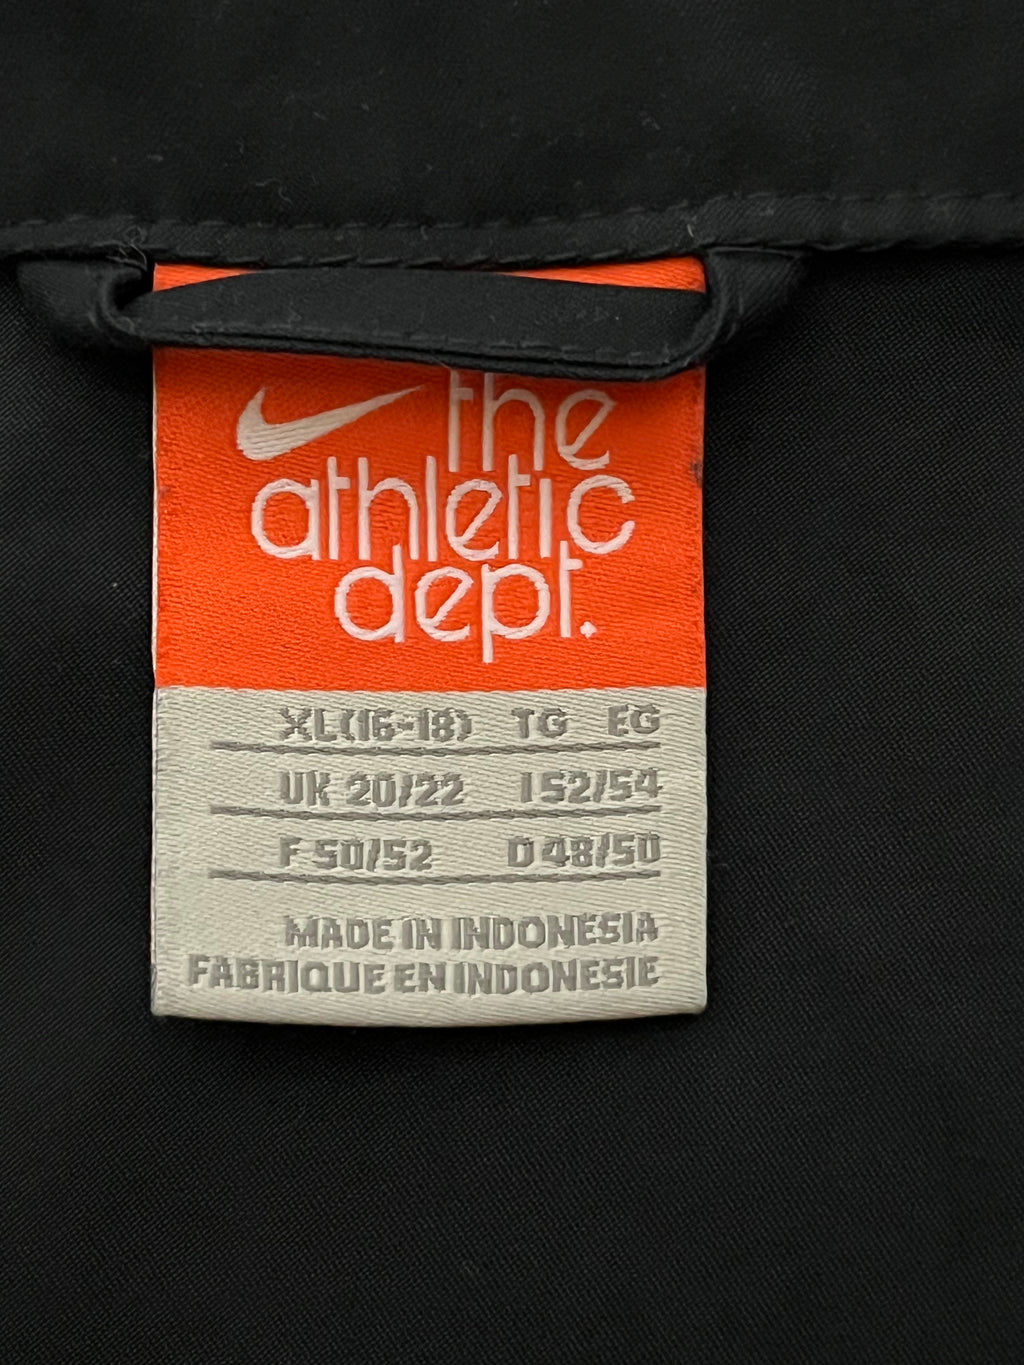 the
athletic
dept.
XL(16-18) TG EG
UK 20/22 I 52/54
F 50/52 D 48/50
MADE IN INDONESIA
FABRIQUE EN INDONESIE